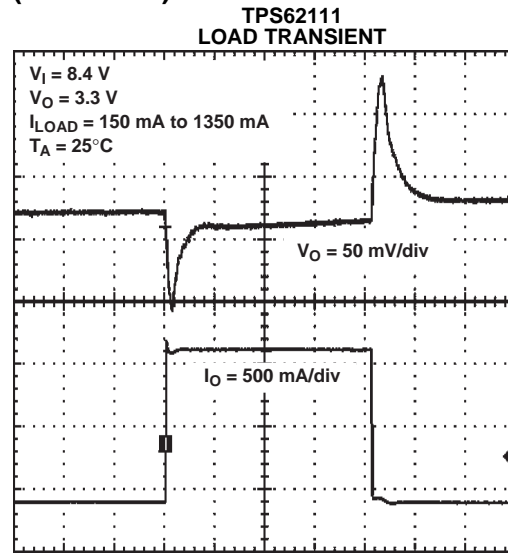 TPS62111
LOAD TRANSIENT
V_I = 8.4 V
V_O = 3.3 V
I_LOAD = 150 mA to 1350 mA
T_A = 25°C
V_O = 50 mV/div
I_O = 500 mA/div